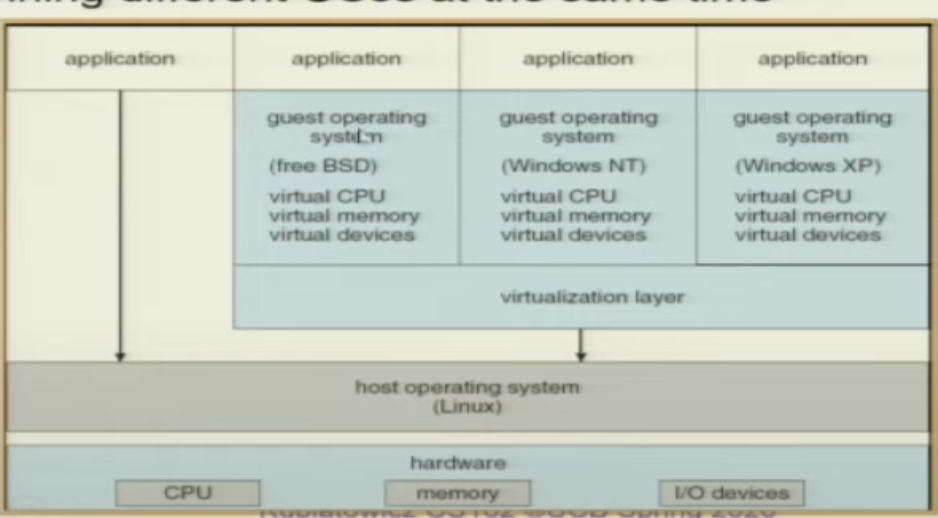 application
application
application
application
guest operating
system
(free BSD)
virtual CPU
virtual memory
virtual devices
guest operating
system
(Windows NT)
virtual CPU
virtual memory
virtual devices
guest operating
system
(Windows XP)
virtual CPU
virtual memory
virtual devices
virtualization layer
host operating system
(Linux)
hardware
CPU
memory
I/O devices